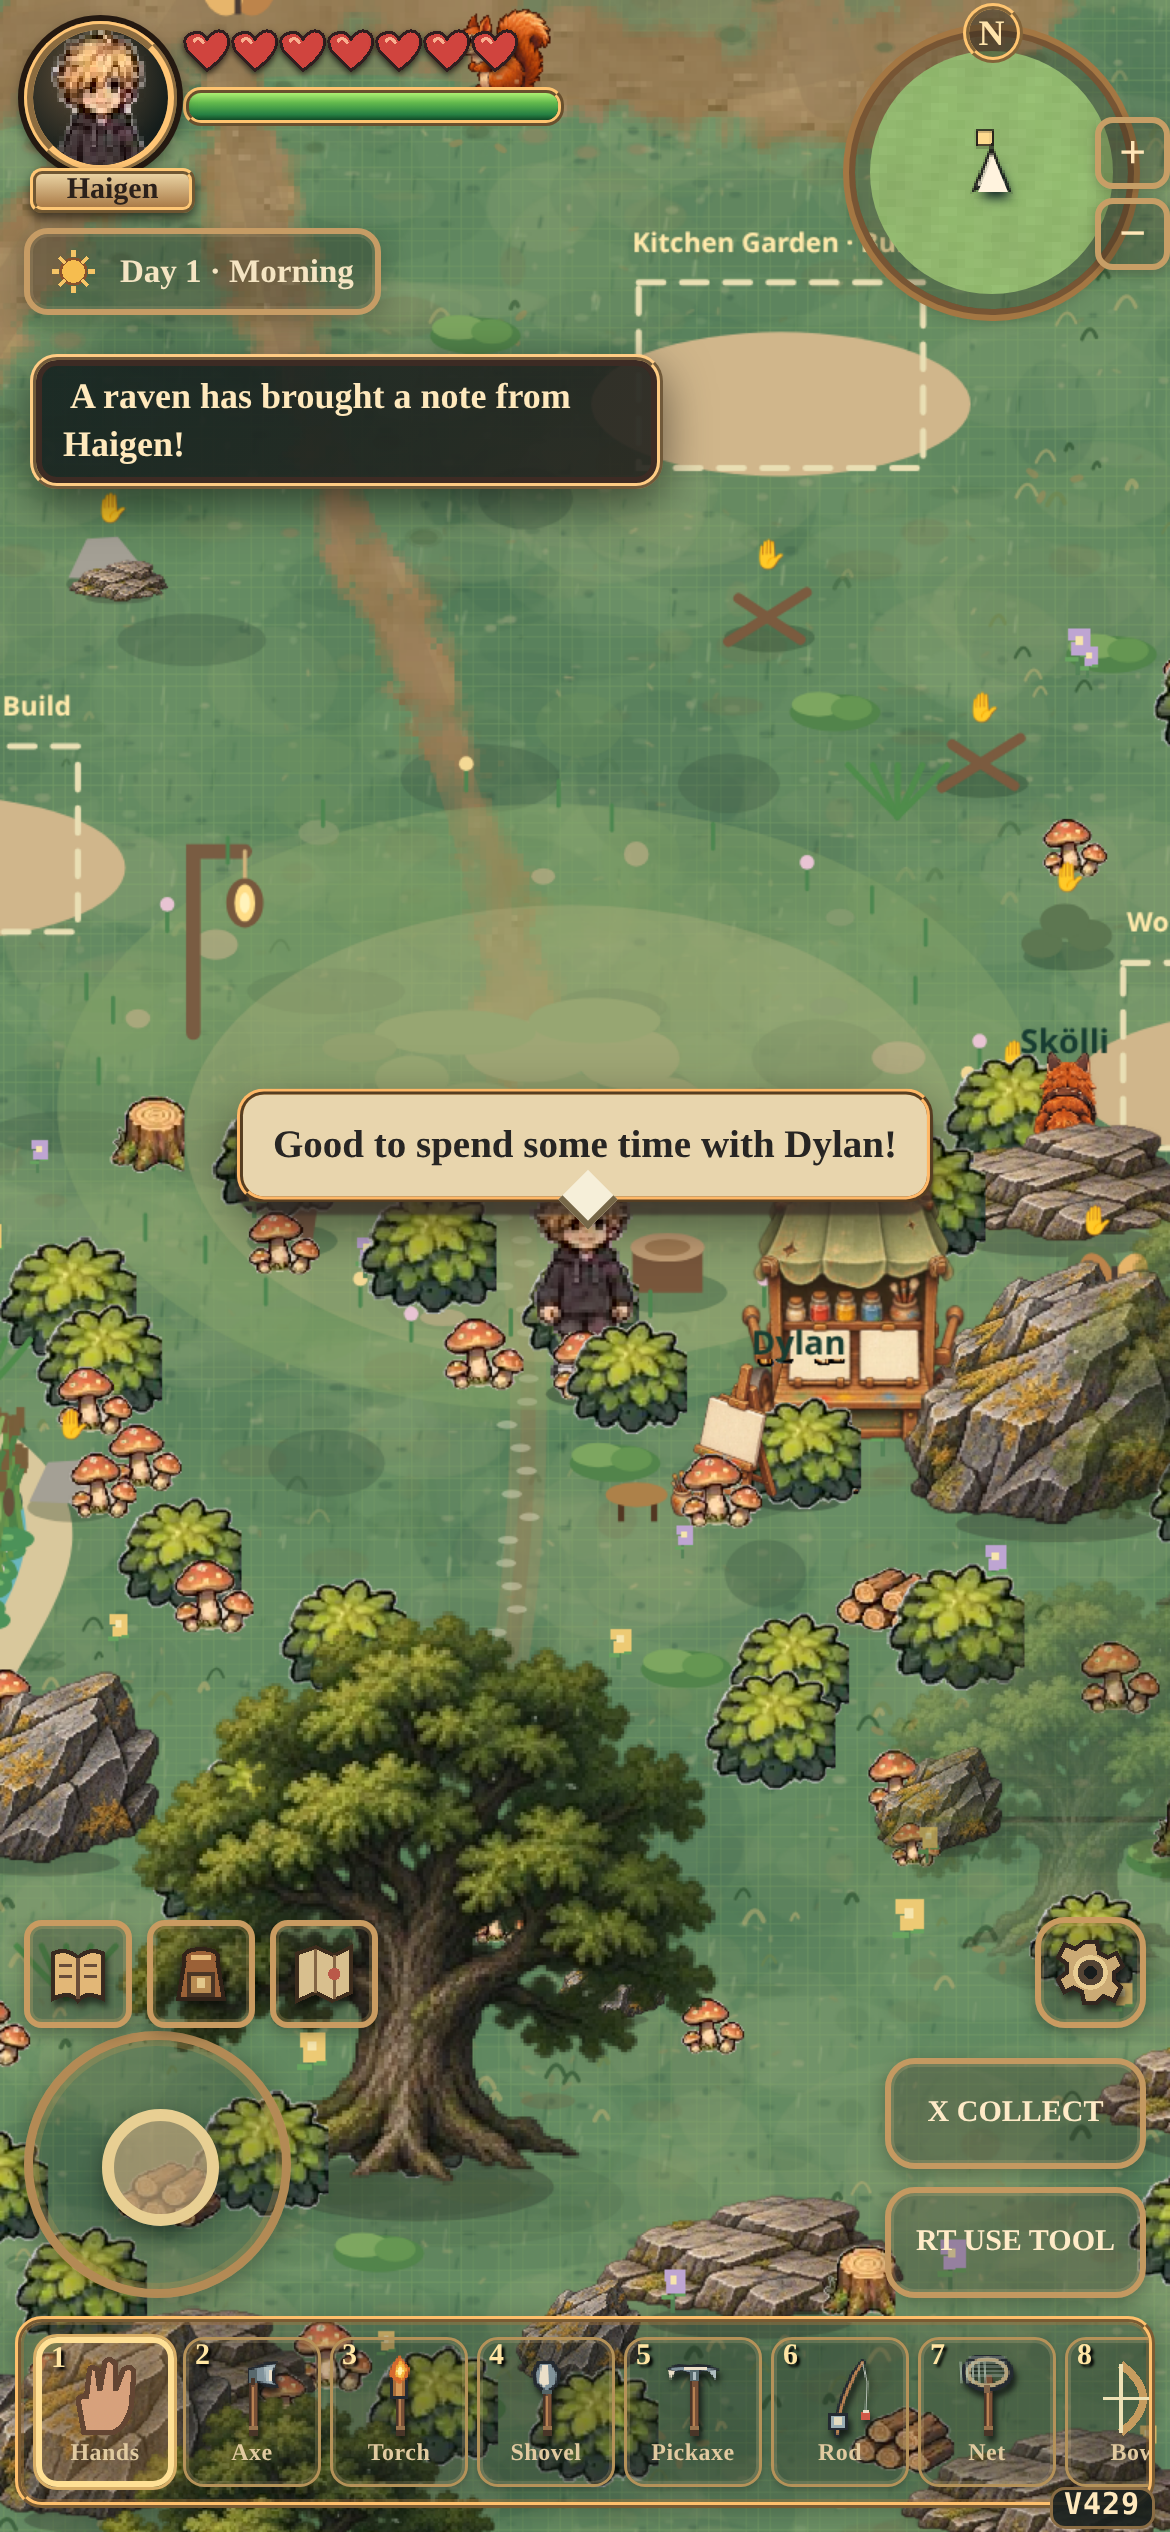 N
Haigen
+
−
Kitchen Garden ·
Day 1 · Morning
A raven has brought a note from
Haigen!
Build
Wo
Skölli
Good to spend some time with Dylan!
Dylan
X COLLECT
RT USE TOOL
1 2 3 4 5 6 7 8
Hands Axe Torch Shovel Pickaxe Rod Net Bow
V429